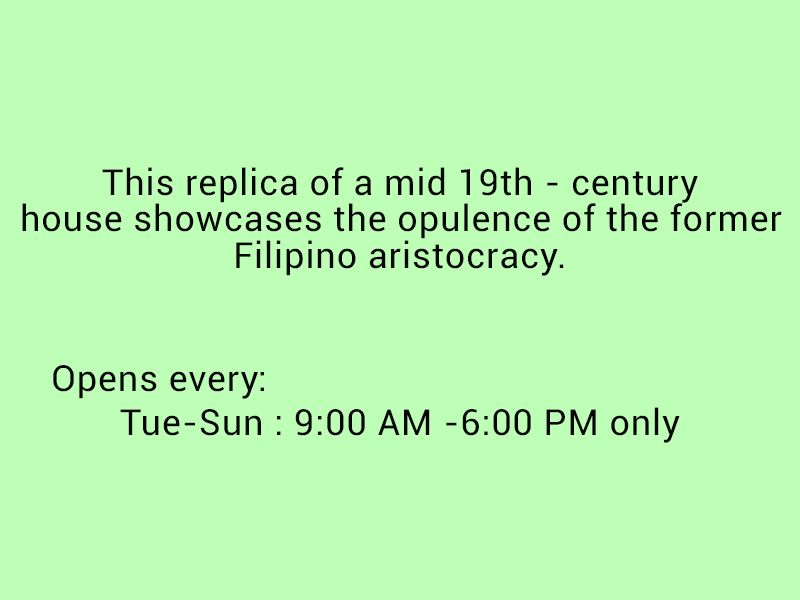 This replica of a mid 19th - century
house showcases the opulence of the former
Filipino aristocracy.
Opens every:
Tue-Sun : 9:00 AM -6:00 PM only